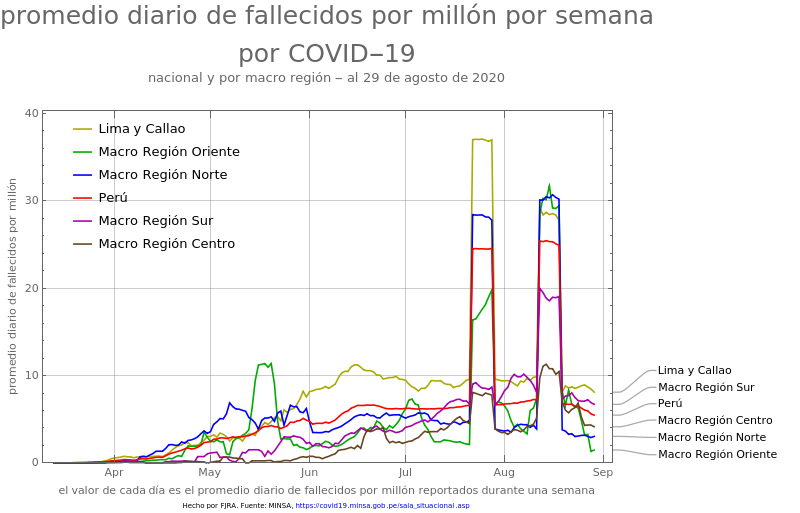 promedio diario de fallecidos por millón por semana
por COVID−19
nacional y por macro región − al 29 de agosto de 2020
promedio diario de fallecidos por millón
40
30
20
10
0
Lima y Callao
Macro Región Oriente
Macro Región Norte
Perú
Macro Región Sur
Macro Región Centro
Lima y Callao
Macro Región Sur
Perú
Macro Región Centro
Macro Región Norte
Macro Región Oriente
Apr May Jun Jul Aug Sep
el valor de cada día es el promedio diario de fallecidos por millón reportados durante una semana
Hecho por FJRA. Fuente: MINSA, https://covid19.minsa.gob.pe/sala_situacional.asp